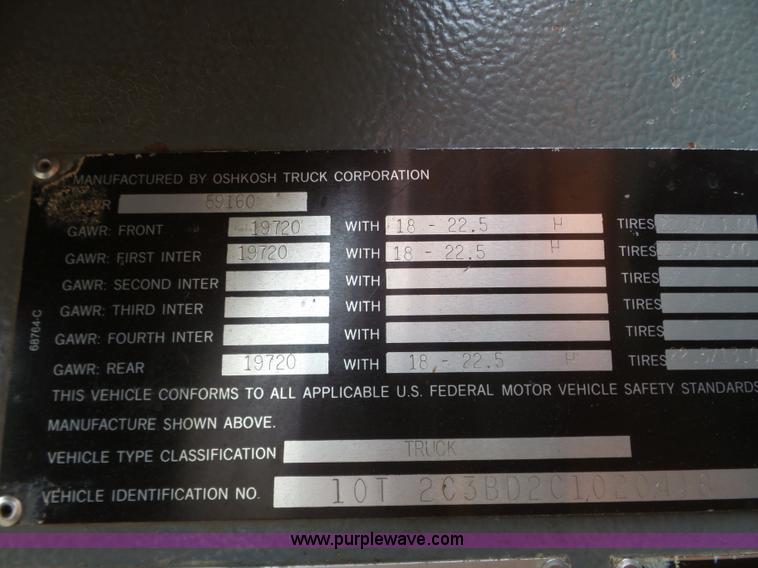 MANUFACTURED BY OSHKOSH TRUCK CORPORATION
GVWR 59160
GAWR: FRONT 19720 WITH 18 - 22.5 H TIRES
GAWR: FIRST INTER 19720 WITH 18 - 22.5 H TIRES
GAWR: SECOND INTER WITH TIRES
GAWR: THIRD INTER WITH TIRES
GAWR: FOURTH INTER WITH TIRES
GAWR: REAR 19720 WITH 18 - 22.5 H TIRES
68764-C
THIS VEHICLE CONFORMS TO ALL APPLICABLE U.S. FEDERAL MOTOR VEHICLE SAFETY STANDARDS
MANUFACTURE SHOWN ABOVE.
VEHICLE TYPE CLASSIFICATION TRUCK
VEHICLE IDENTIFICATION NO. 10T
www.purplewave.com